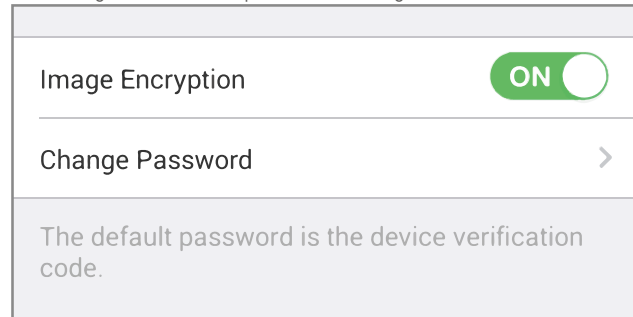 Image Encryption
ON
Change Password
The default password is the device verification
code.